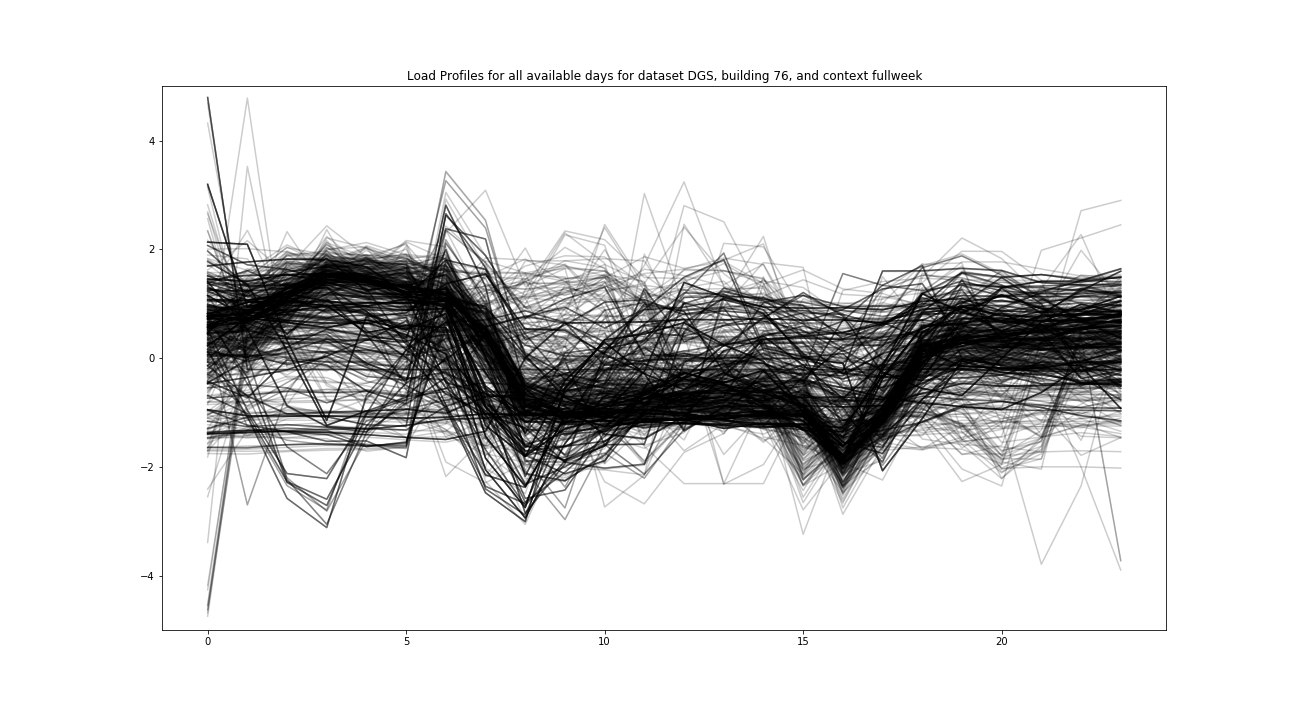 Load Profiles for all available days for dataset DGS, building 76, and context fullweek
4
2
0
−2
−4
0 5 10 15 20